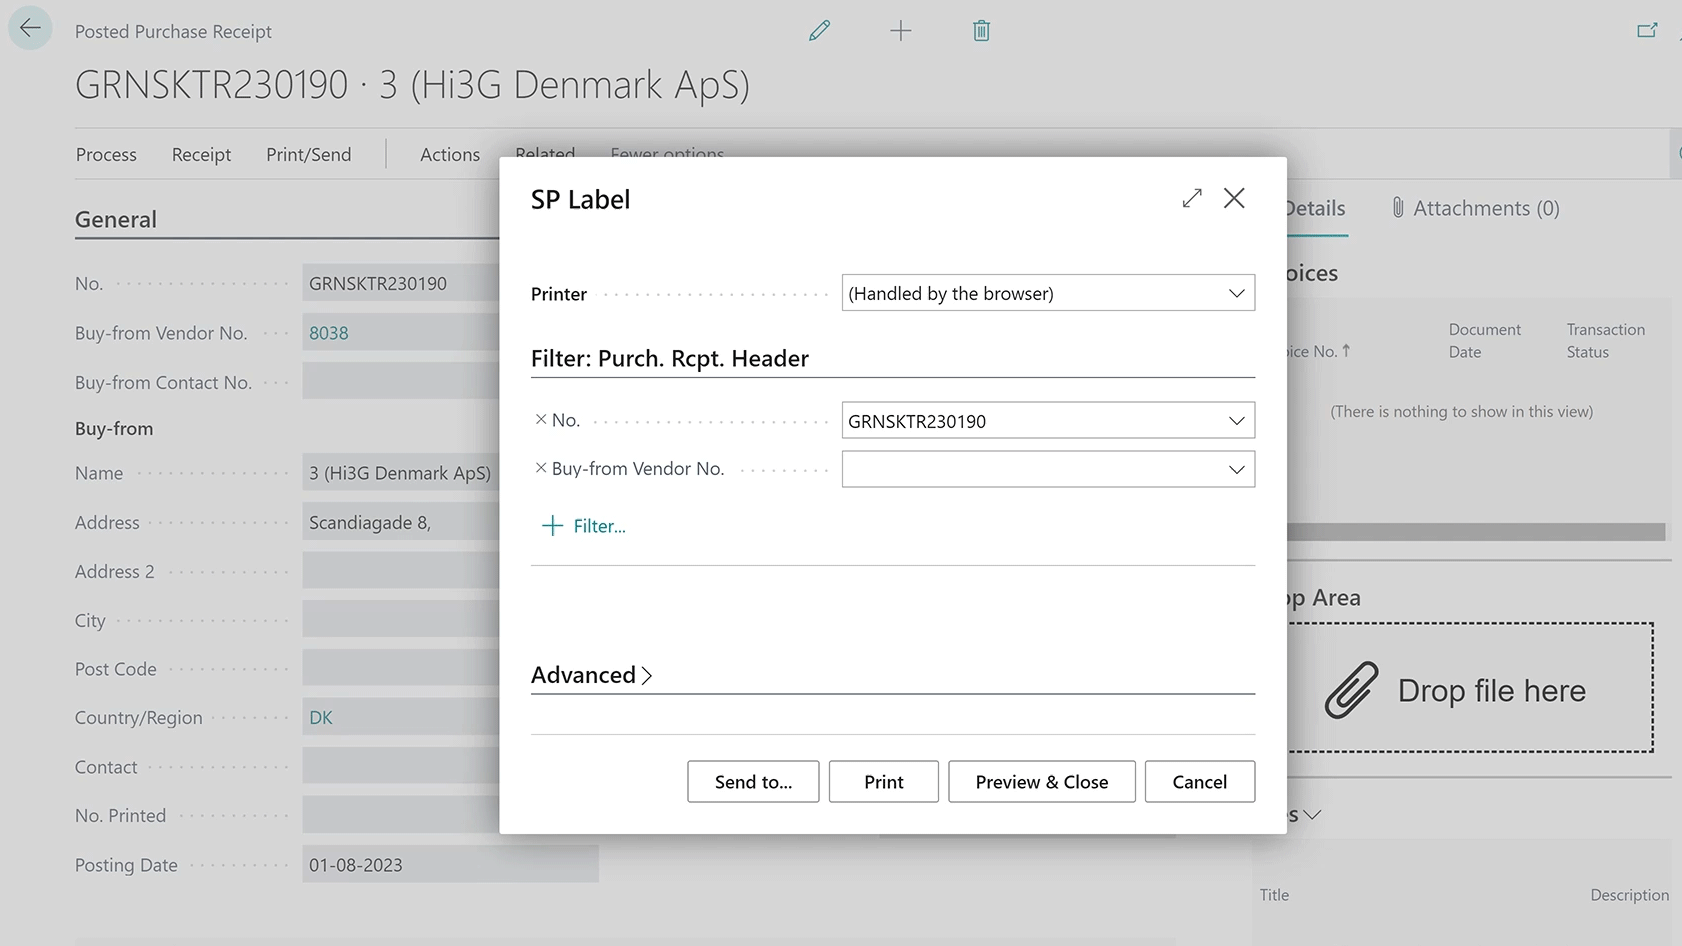 Posted Purchase Receipt
GRNSKTR230190 · 3 (Hi3G Denmark ApS)
Process Receipt Print/Send Actions Related Fewer options
General
No. GRNSKTR230190
Buy-from Vendor No. 8038
Buy-from Contact No.
Buy-from
Name 3 (Hi3G Denmark ApS)
Address Scandiagade 8,
Address 2
City
Post Code
Country/Region DK
Contact
No. Printed
Posting Date 01-08-2023
SP Label
Printer (Handled by the browser)
Filter: Purch. Rcpt. Header
× No. GRNSKTR230190
× Buy-from Vendor No.
+ Filter...
Advanced >
Send to... Print Preview & Close Cancel
Details Attachments (0)
Document Date
Transaction Status
No. ↑
(There is nothing to show in this view)
Area
Drop file here
Title Description